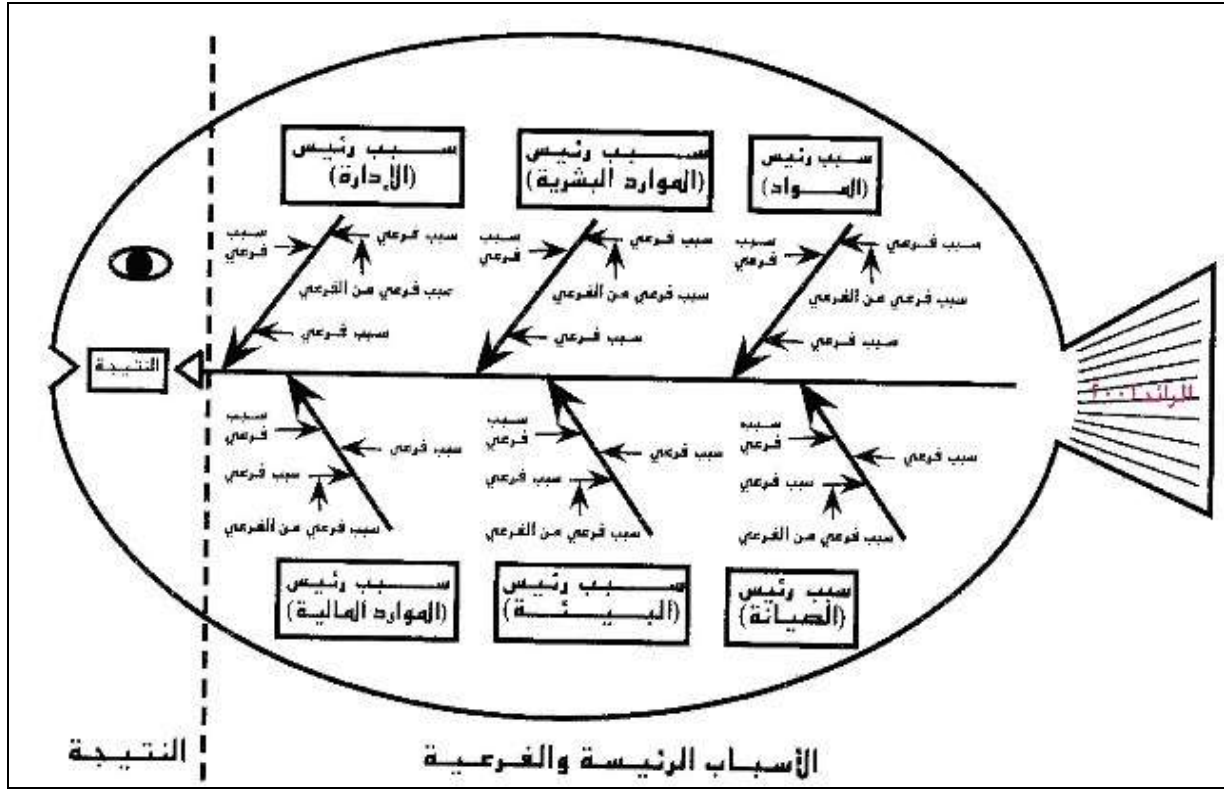 سبب رئيس
(المواد)
سبب رئيس
(الموارد البشرية)
سبب رئيس
(الإدارة)
سبب فرعي
سبب
فرعي
سبب فرعي من الفرعي
سبب فرعي
سبب فرعي
سبب
فرعي
سبب فرعي من الفرعي
سبب فرعي
سبب فرعي
سبب
فرعي
سبب فرعي من الفرعي
سبب فرعي
النتيجة
سبب
فرعي
سبب فرعي
سبب فرعي
سبب فرعي من الفرعي
سبب
فرعي
سبب فرعي
سبب فرعي
سبب فرعي من الفرعي
سبب
فرعي
سبب فرعي
سبب فرعي
سبب فرعي من الفرعي
سبب رئيس
(الصيانة)
سبب رئيس
(البيئة)
سبب رئيس
(الموارد المالية)
الأسباب الرئيسة والفرعية
النتيجة